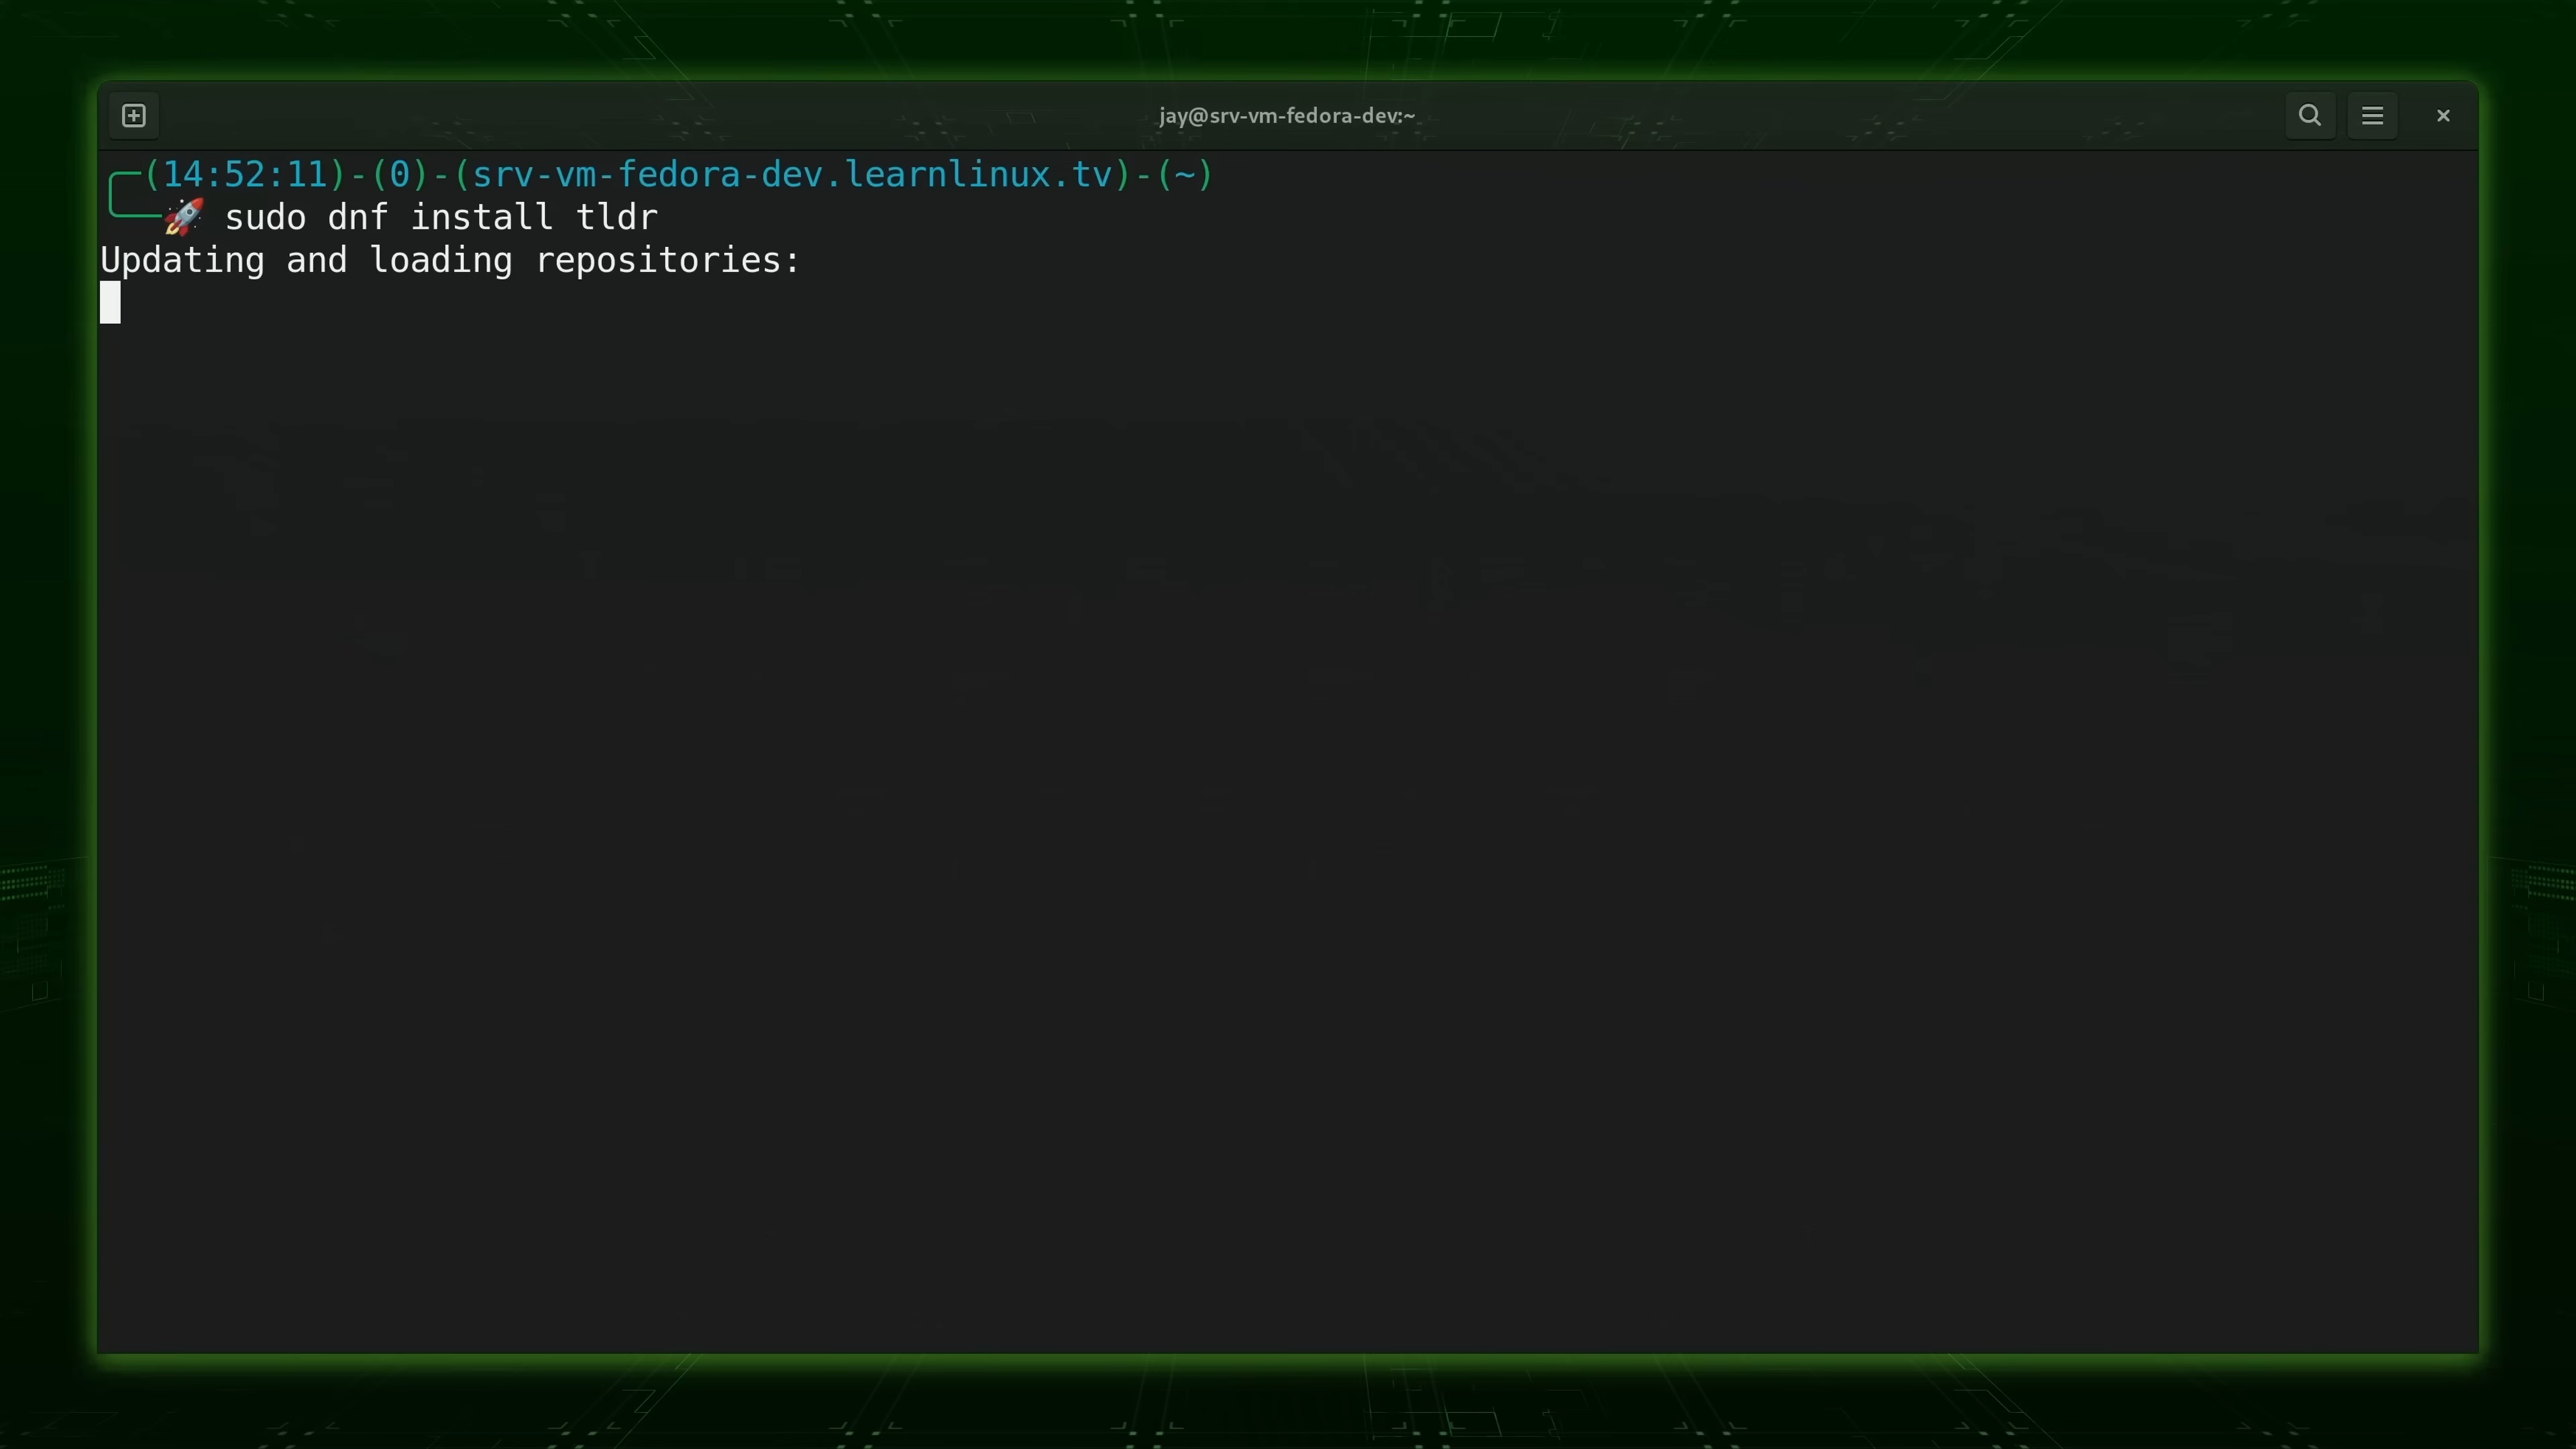 jay@srv-vm-fedora-dev:~
(14:52:11)-(0)-(srv-vm-fedora-dev.learnlinux.tv)-(~)
🚀 sudo dnf install tldr
Updating and loading repositories: